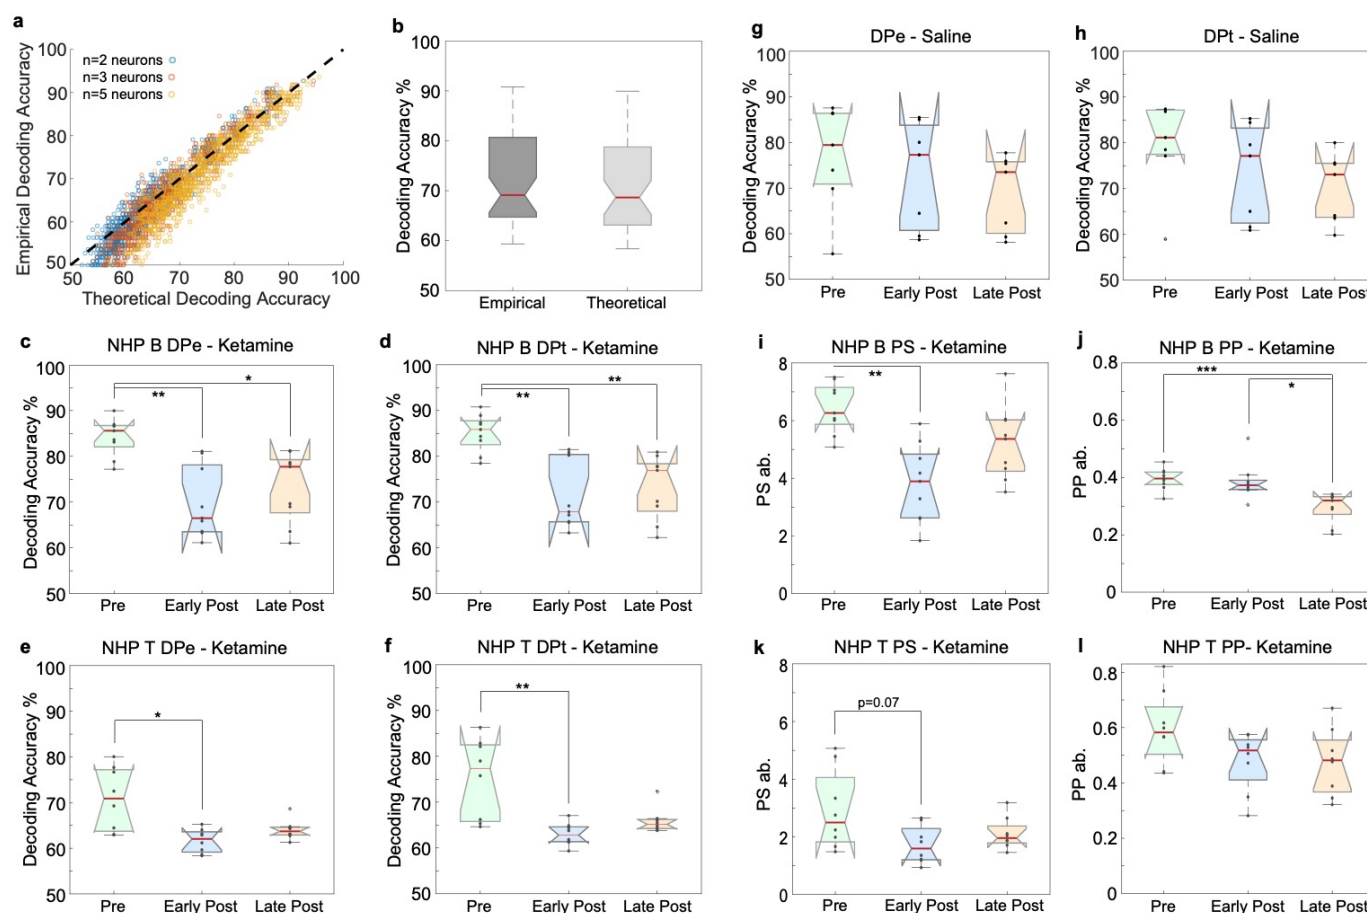 a
Empirical Decoding Accuracy
100
90
80
70
60
50
n=2 neurons
n=3 neurons
n=5 neurons
50 60 70 80 90 100
Theoretical Decoding Accuracy
b
Decoding Accuracy %
100
90
80
70
60
50
Empirical Theoretical
g
DPe - Saline
Decoding Accuracy %
100
90
80
70
60
50
Pre Early Post Late Post
h
DPt - Saline
Decoding Accuracy %
100
90
80
70
60
50
Pre Early Post Late Post
c
NHP B DPe - Ketamine
Decoding Accuracy %
100
90
80
70
60
50
**
*
Pre Early Post Late Post
d
NHP B DPt - Ketamine
Decoding Accuracy %
100
90
80
70
60
50
**
**
Pre Early Post Late Post
i
NHP B PS - Ketamine
PS ab.
8
6
4
2
0
**
Pre Early Post Late Post
j
NHP B PP - Ketamine
PP ab.
0.8
0.6
0.4
0.2
0
***
*
Pre Early Post Late Post
e
NHP T DPe - Ketamine
Decoding Accuracy %
100
90
80
70
60
50
*
Pre Early Post Late Post
f
NHP T DPt - Ketamine
Decoding Accuracy %
100
90
80
70
60
50
**
Pre Early Post Late Post
k
NHP T PS - Ketamine
PS ab.
8
6
4
2
0
p=0.07
Pre Early Post Late Post
l
NHP T PP- Ketamine
PP ab.
0.8
0.6
0.4
0.2
0
Pre Early Post Late Post